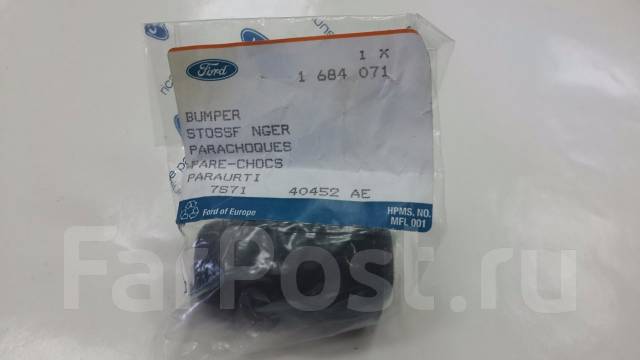 1 X
Ford
1 684 071
BUMPER
STOSSF NGER
PARACHOQUES
PARE-CHOCS
PARAURTI
7S71 40452 AE
Ford of Europe
HPMS. NO.
MFL 001
FarPost.ru